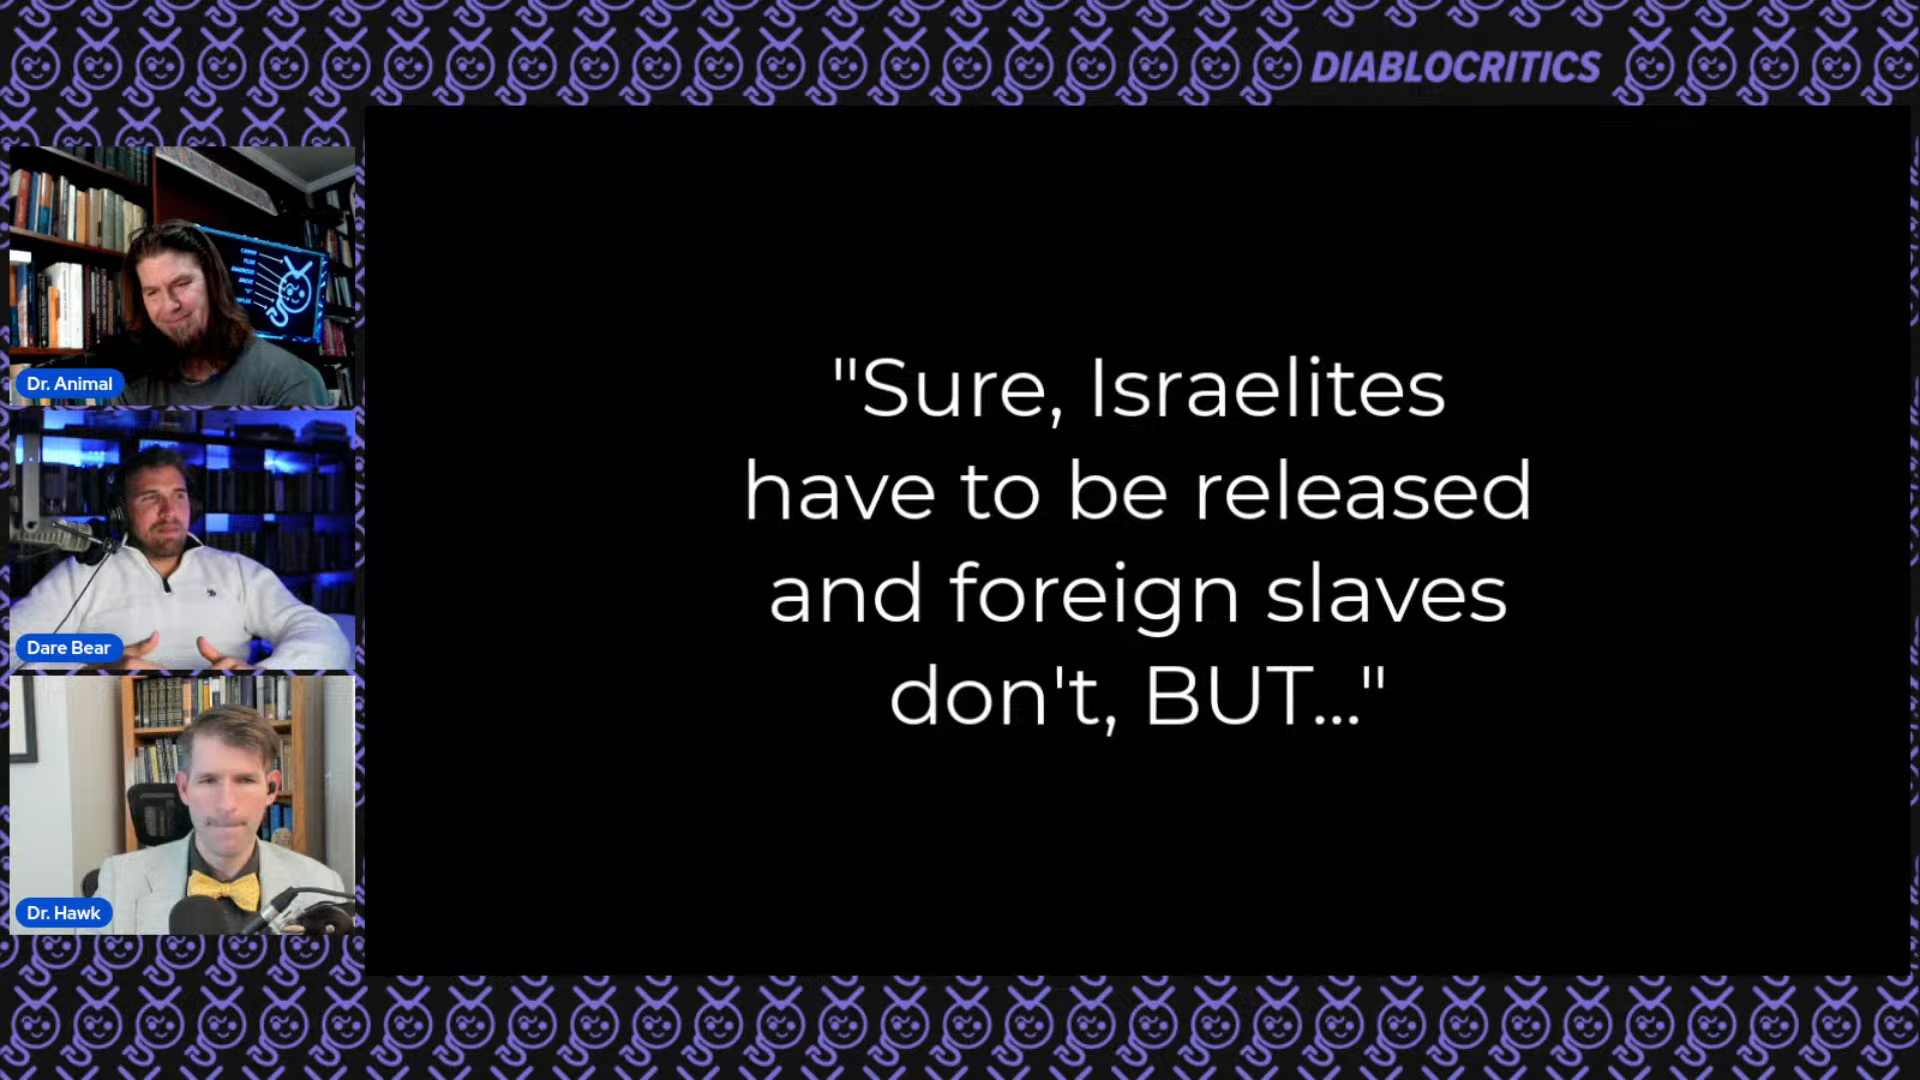 DIABLOCRITICS
Dr. Animal
Dare Bear
Dr. Hawk
"Sure, Israelites
have to be released
and foreign slaves
don't, BUT..."